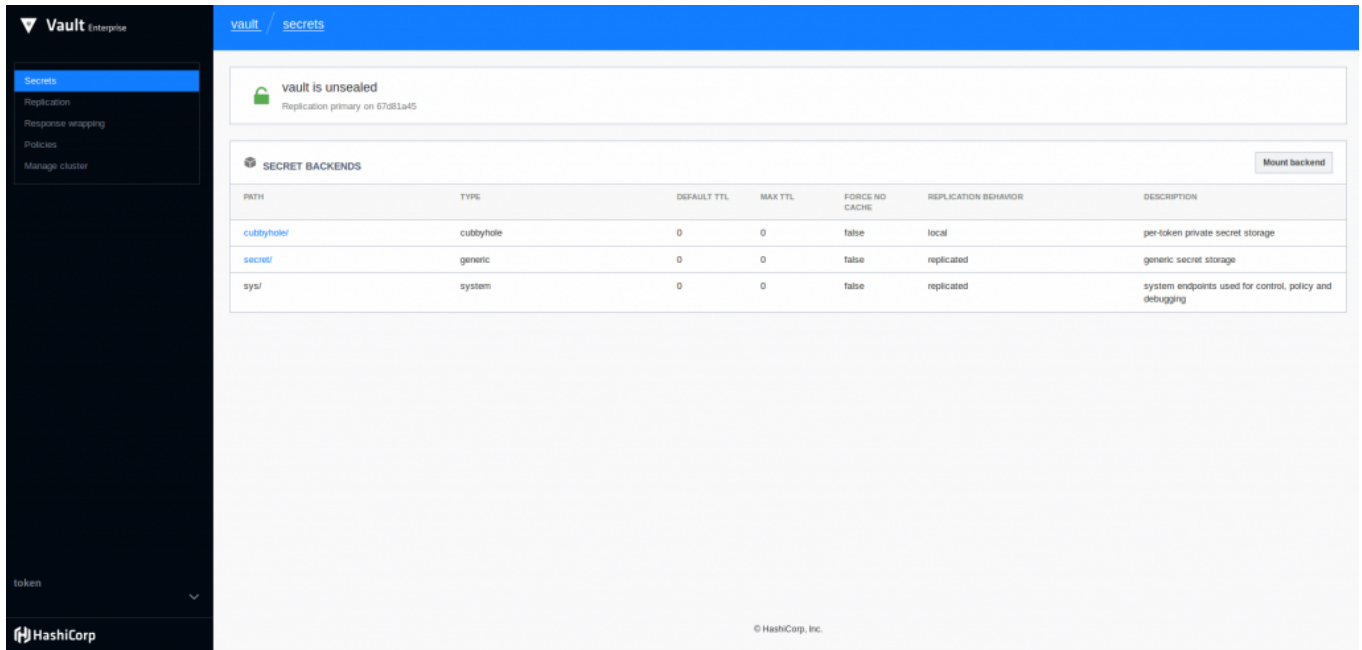 Vault Enterprise
vault / secrets
Secrets
Replication
Response wrapping
Policies
Manage cluster
vault is unsealed
Replication primary on 67d81a45
SECRET BACKENDS
Mount backend
PATH TYPE DEFAULT TTL MAX TTL FORCE NO CACHE REPLICATION BEHAVIOR DESCRIPTION
cubbyhole/ cubbyhole 0 0 false local per-token private secret storage
secret/ generic 0 0 false replicated generic secret storage
sys/ system 0 0 false replicated system endpoints used for control, policy and
debugging
token
HashiCorp
© HashiCorp, Inc.